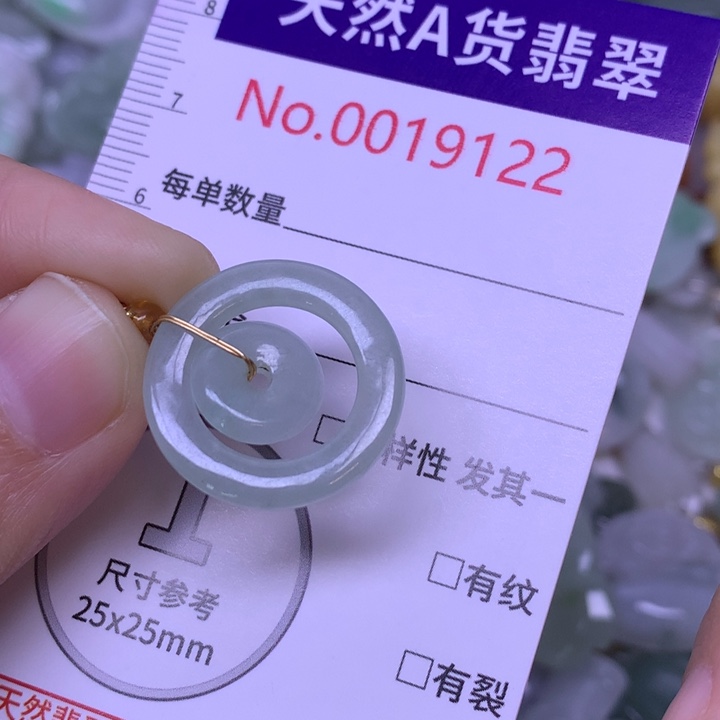 8
天然A货翡翠
No.0019122
7
每单数量
6
□ 样性 发其一
□有纹
1
尺寸参考
25x25mm
□有裂
天然翡